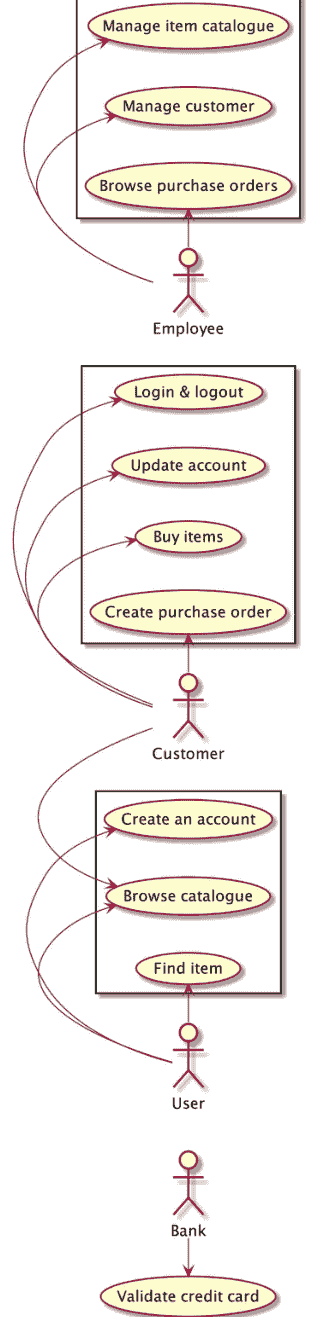 Manage item catalogue
Manage customer
Browse purchase orders
Employee
Login & logout
Update account
Buy items
Create purchase order
Customer
Create an account
Browse catalogue
Find item
User
Bank
Validate credit card